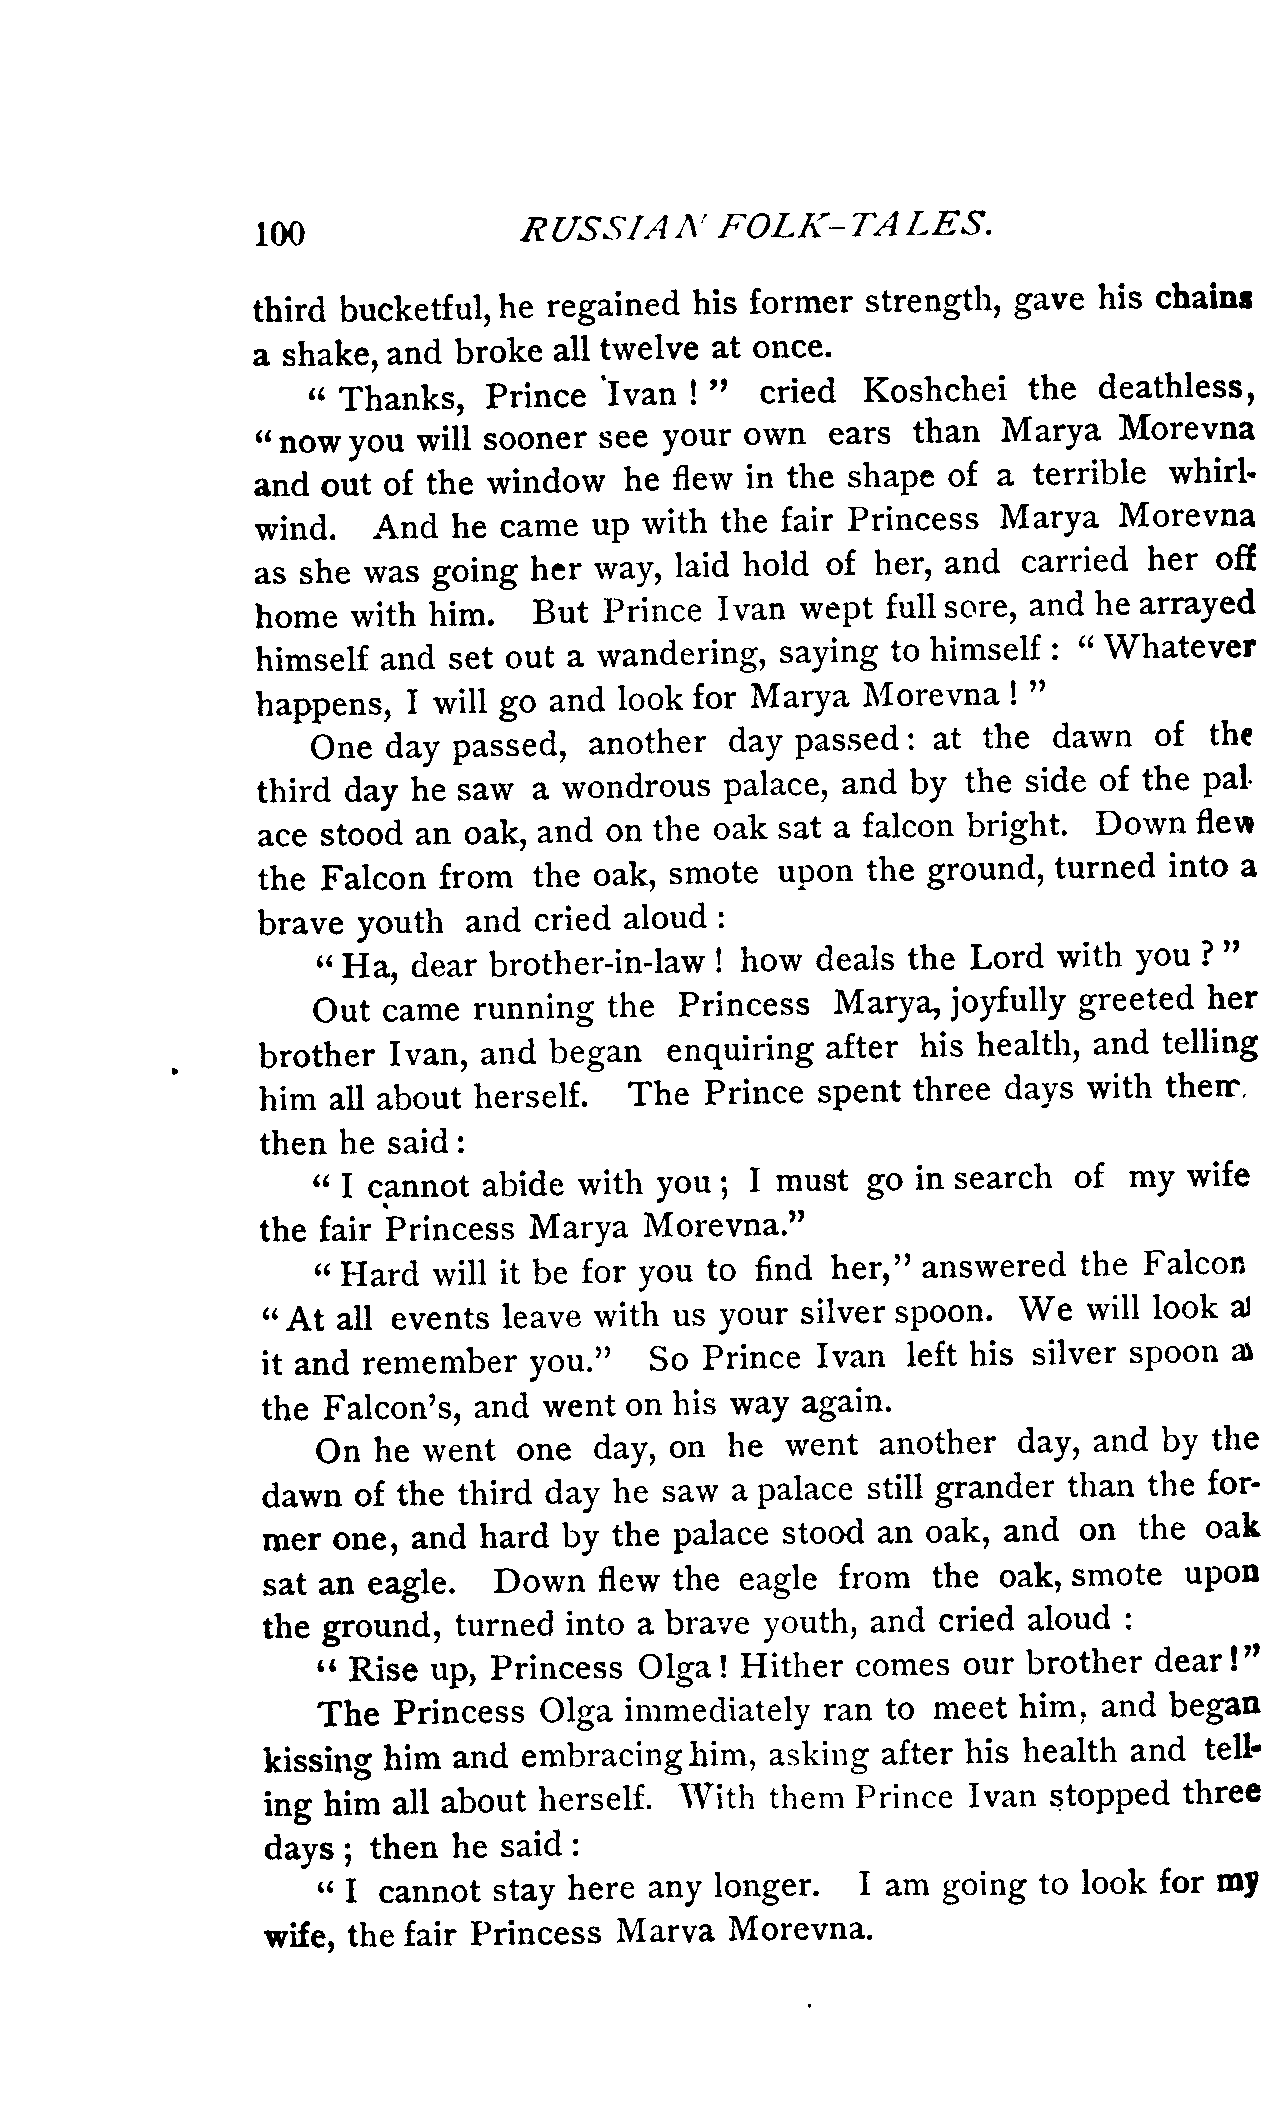 100 RUSSIAN FOLK-TALES.
third bucketful, he regained his former strength, gave his chains
a shake, and broke all twelve at once.
“ Thanks, Prince Ivan ! ” cried Koshchei the deathless,
“ now you will sooner see your own ears than Marya Morevna
and out of the window he flew in the shape of a terrible whirl-
wind. And he came up with the fair Princess Marya Morevna
as she was going her way, laid hold of her, and carried her off
home with him. But Prince Ivan wept full sore, and he arrayed
himself and set out a wandering, saying to himself : “ Whatever
happens, I will go and look for Marya Morevna ! ”
One day passed, another day passed : at the dawn of the
third day he saw a wondrous palace, and by the side of the pal-
ace stood an oak, and on the oak sat a falcon bright. Down flew
the Falcon from the oak, smote upon the ground, turned into a
brave youth and cried aloud :
“ Ha, dear brother-in-law ! how deals the Lord with you ? ”
Out came running the Princess Marya, joyfully greeted her
brother Ivan, and began enquiring after his health, and telling
him all about herself. The Prince spent three days with them,
then he said :
“ I cannot abide with you ; I must go in search of my wife
the fair Princess Marya Morevna.”
“ Hard will it be for you to find her,” answered the Falcon
“ At all events leave with us your silver spoon. We will look at
it and remember you.” So Prince Ivan left his silver spoon at
the Falcon’s, and went on his way again.
On he went one day, on he went another day, and by the
dawn of the third day he saw a palace still grander than the for-
mer one, and hard by the palace stood an oak, and on the oak
sat an eagle. Down flew the eagle from the oak, smote upon
the ground, turned into a brave youth, and cried aloud :
“ Rise up, Princess Olga ! Hither comes our brother dear !”
The Princess Olga immediately ran to meet him, and began
kissing him and embracing him, asking after his health and tell-
ing him all about herself. With them Prince Ivan stopped three
days ; then he said :
“ I cannot stay here any longer. I am going to look for my
wife, the fair Princess Marva Morevna.